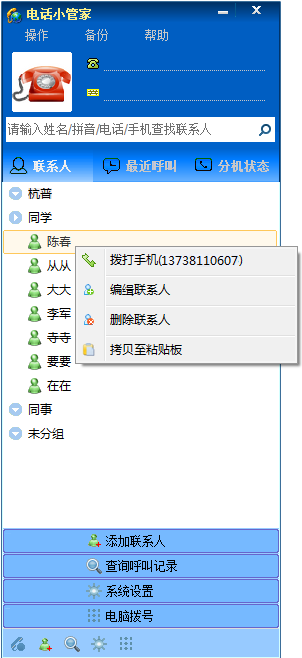 电话小管家
操作 备份 帮助
请输入姓名/拼音/电话/手机查找联系人
联系人 最近呼叫 分机状态
杭普
同学
陈春
拨打手机(13738110607)
从从
编缉联系人
大大
李军
删除联系人
寺寺
拷贝至粘贴板
要要
在在
同事
未分组
添加联系人
查询呼叫记录
系统设置
电脑拨号